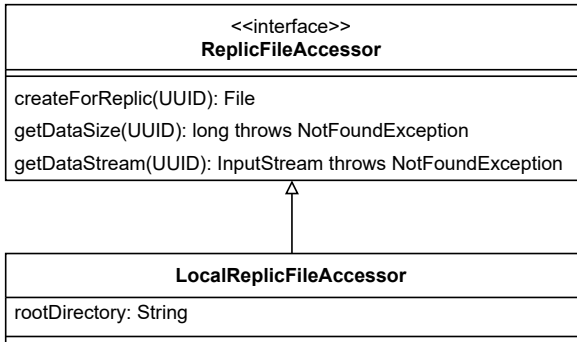 <<interface>>
ReplicFileAccessor
createForReplic(UUID): File
getDataSize(UUID): long throws NotFoundException
getDataStream(UUID): InputStream throws NotFoundException
LocalReplicFileAccessor
rootDirectory: String